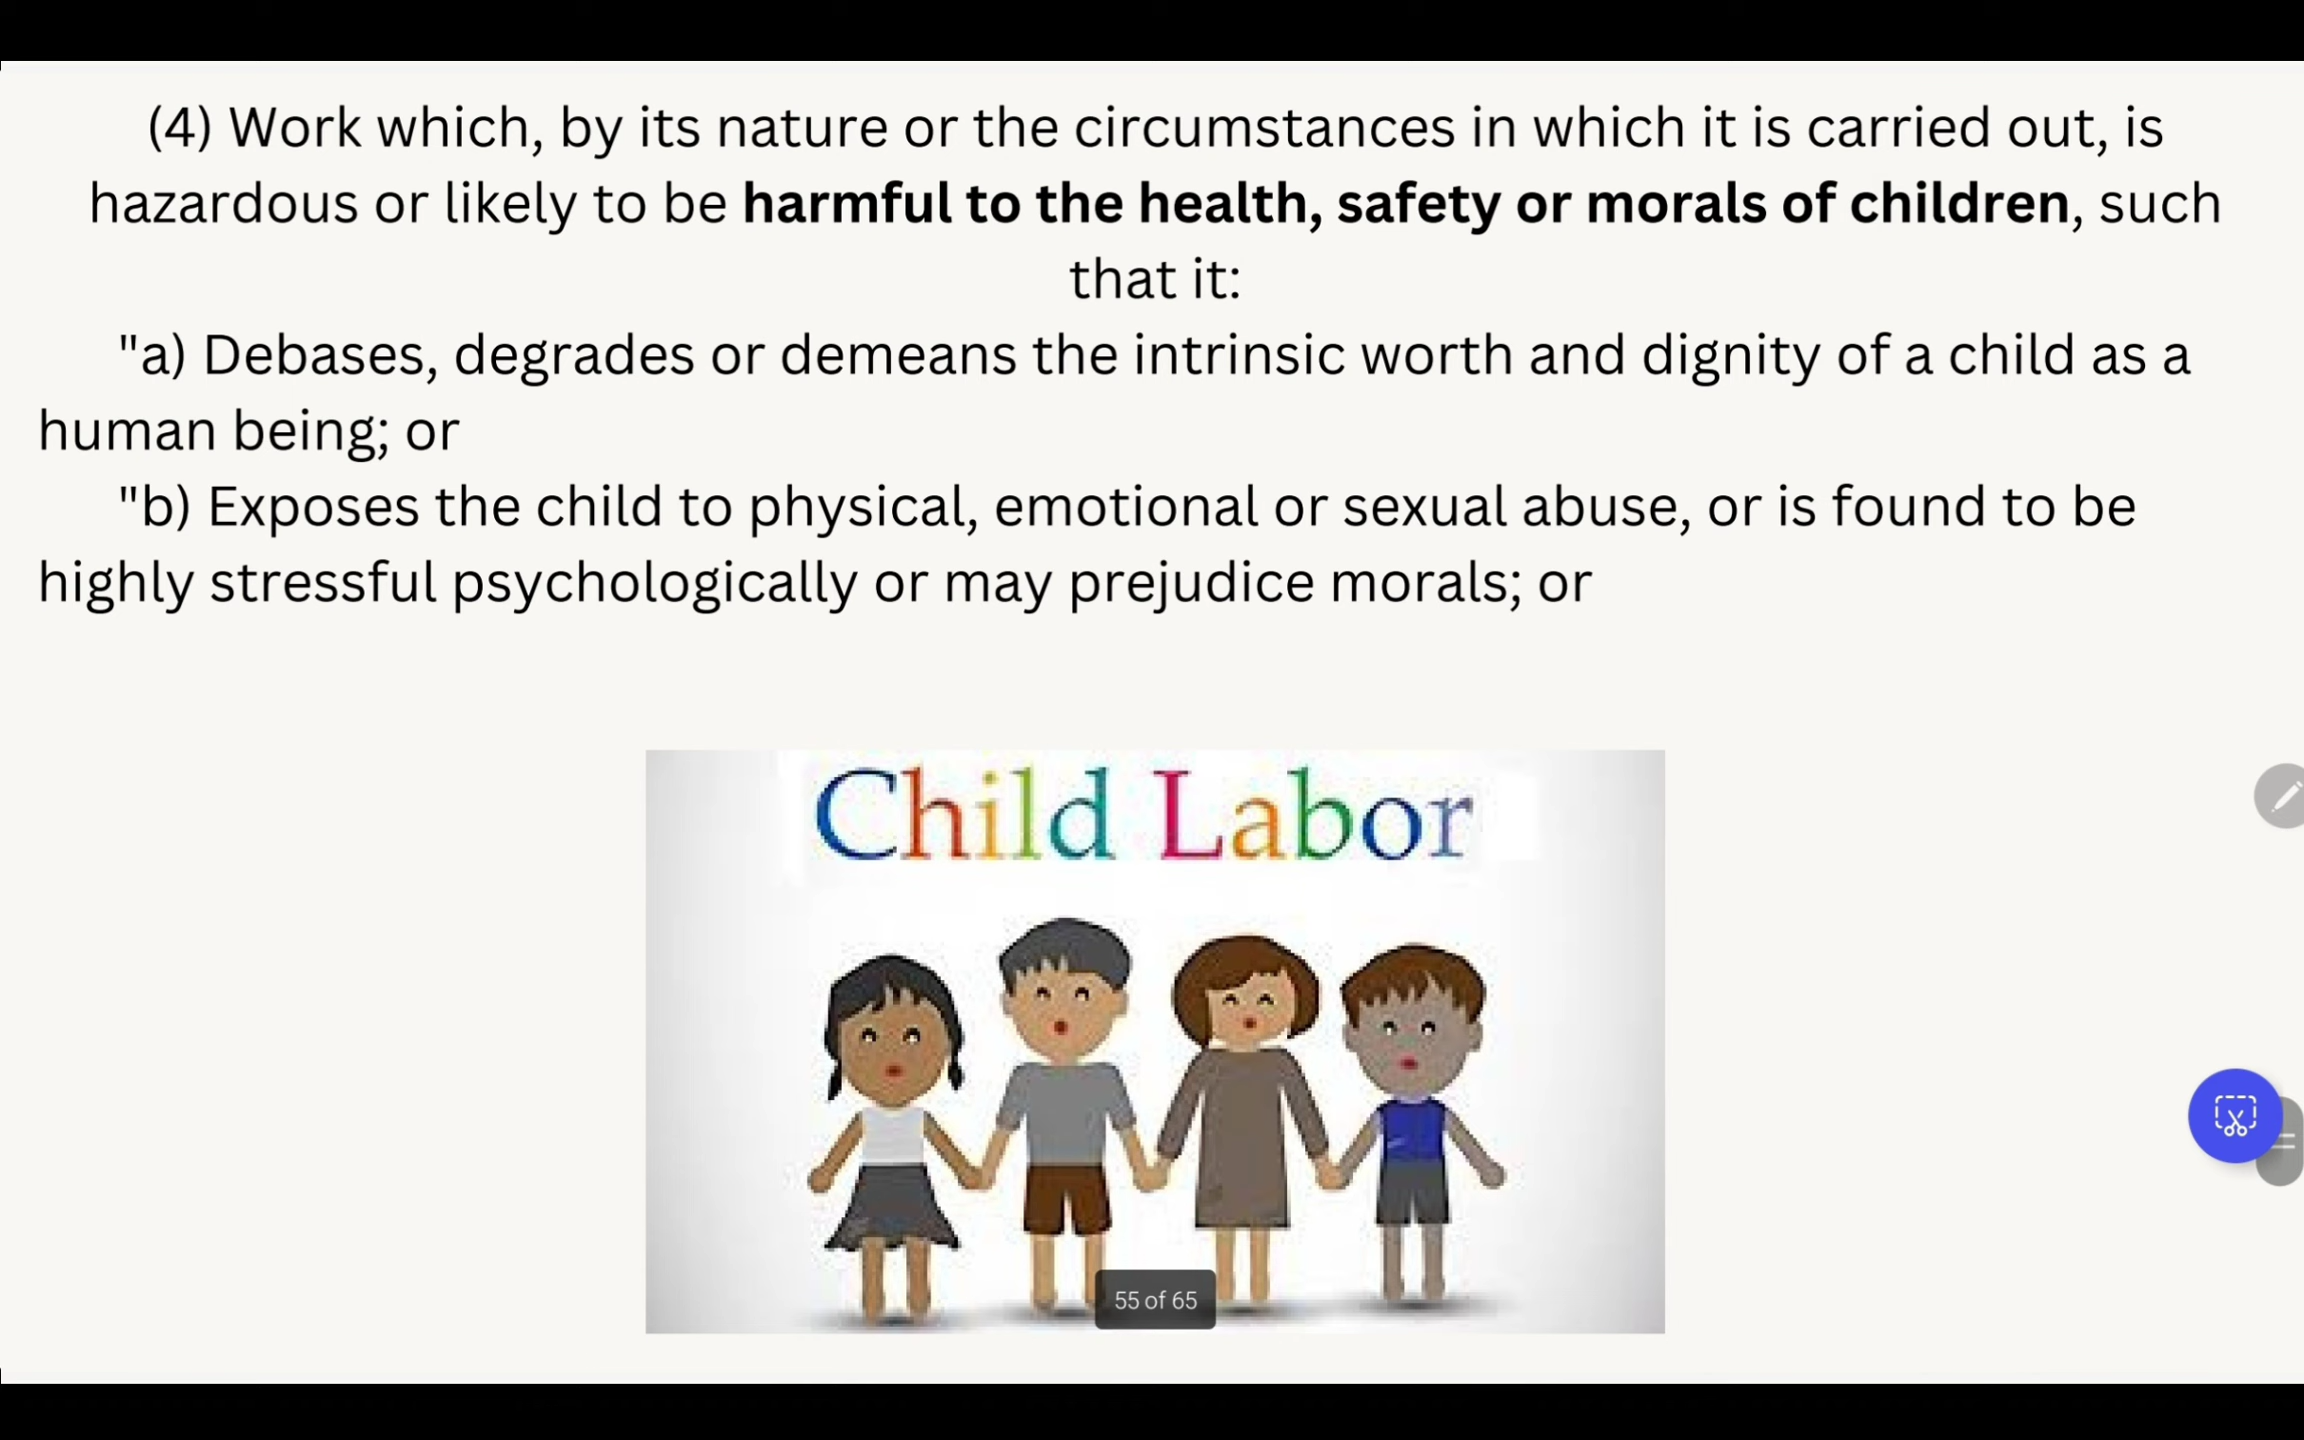 (4) Work which, by its nature or the circumstances in which it is carried out, is
hazardous or likely to be harmful to the health, safety or morals of children, such
that it:
"a) Debases, degrades or demeans the intrinsic worth and dignity of a child as a
human being; or
"b) Exposes the child to physical, emotional or sexual abuse, or is found to be
highly stressful psychologically or may prejudice morals; or
Child Labor
55 of 65